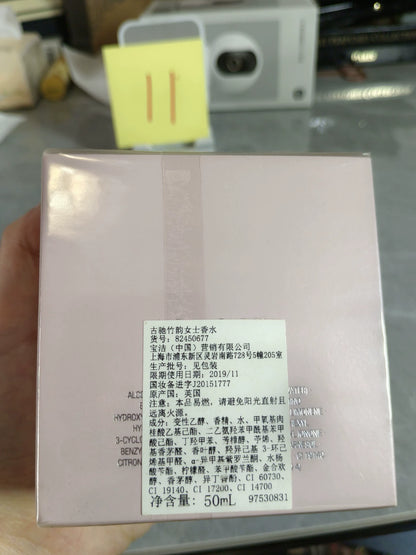 11
古驰竹韵女士香水
货号: 82450677
宝洁（中国）营销有限公司
上海市浦东新区灵岩南路728号5幢205室
生产批号: 见包装
限期使用日期: 2019/11
国妆备进字J20151777
原产国: 英国
注意: 本品易燃, 请避免阳光直射且
远离火源。
成分: 变性乙醇、香精、水、甲氧基肉
桂酸乙基己酯、二乙氨羟苯甲酰基苯甲
酸己酯、丁羟甲苯、芳樟醇、苧烯、羟
基香茅醛、香叶醇、羟异己基 3-环己
烯基甲醛、α-异甲基紫罗兰酮、水杨
酸苄酯、柠檬醛、苯甲酸苄酯、金合欢
醇、香茅醇、异丁香酚、CI 60730、
CI 19140、CI 17200、CI 14700
净含量: 50mL 97530831
HYDROX
3-CYCL
BENZY
CITRON